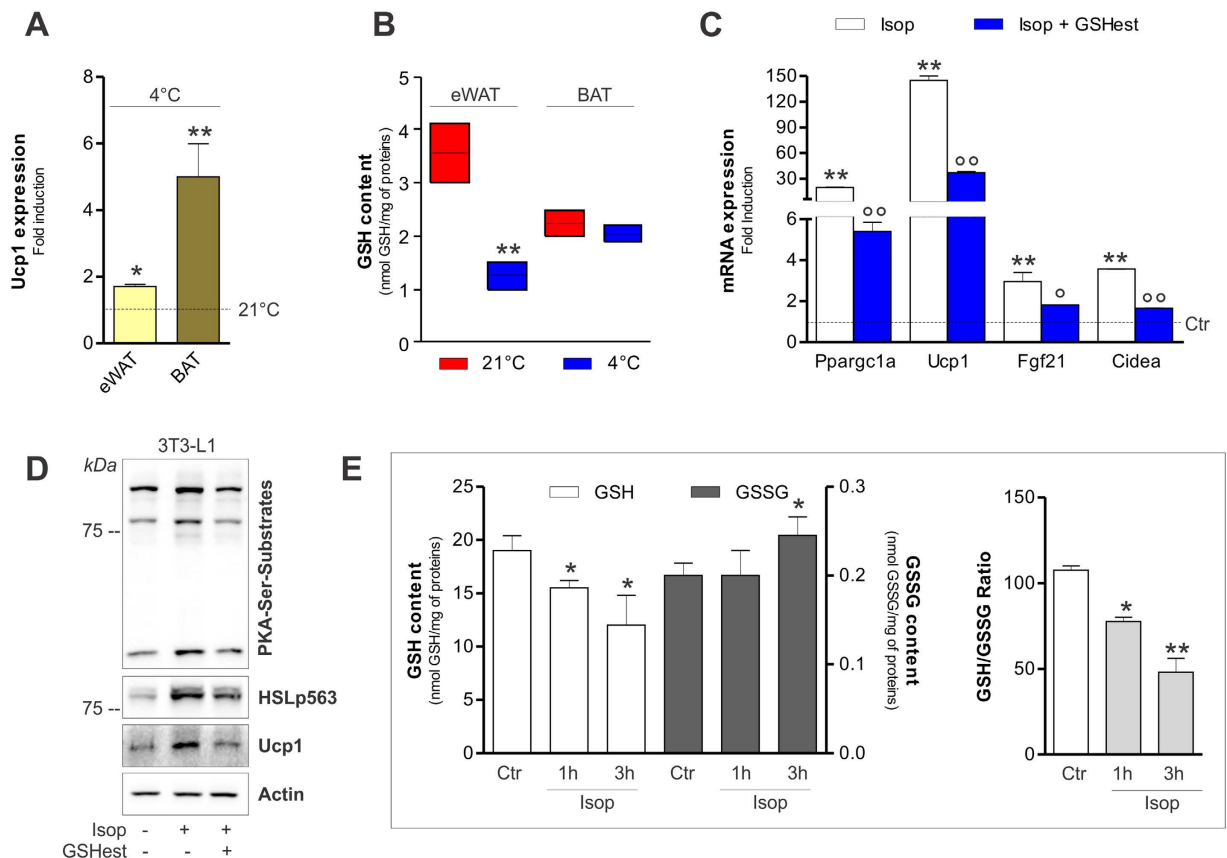 A
Ucp1 expression
Fold induction
8
6
4
2
0
4°C
**
*
21°C
eWAT
BAT
B
GSH content
(nmol GSH/mg of proteins)
5
4
3
2
1
0
eWAT
BAT
**
21°C
4°C
C
Isop
Isop + GSHest
mRNA expression
Fold Induction
150
120
90
60
30
6
4
2
0
**
°°
**
°°
**
°
**
°°
Ctr
Ppargc1a
Ucp1
Fgf21
Cidea
D
3T3-L1
kDa
75 --
PKA-Ser-Substrates
75 --
HSLp563
Ucp1
Actin
Isop - + +
GSHest - - +
E
GSH
GSSG
GSH content
(nmol GSH/mg of proteins)
25
20
15
10
5
0
*
*
*
0.3
0.2
0.1
0.0
GSSG content
(nmol GSSG/mg of proteins)
Ctr 1h 3h Ctr 1h 3h
Isop Isop
GSH/GSSG Ratio
150
100
50
0
*
**
Ctr 1h 3h
Isop